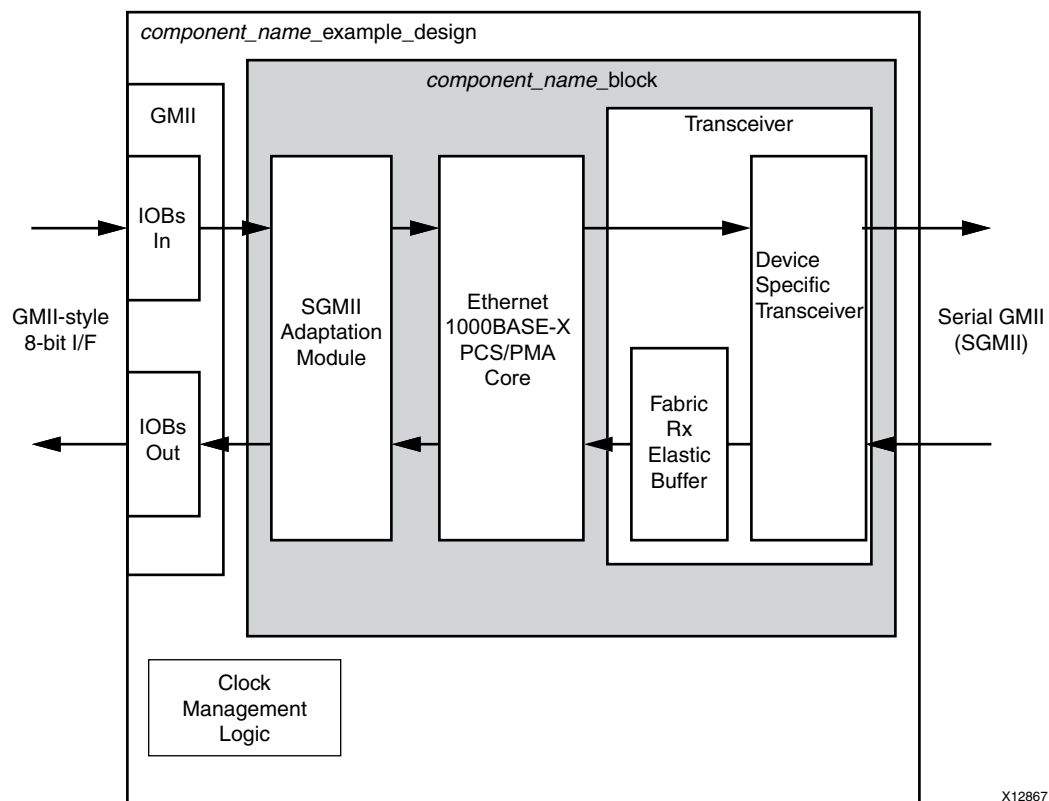 component_name_example_design
component_name_block
GMII
Transceiver
IOBs
In
SGMII
Adaptation
Module
Ethernet
1000BASE-X
PCS/PMA
Core
Device
Specific
Transceiver
GMII-style
8-bit I/F
Serial GMII
(SGMII)
IOBs
Out
Fabric
Rx
Elastic
Buffer
Clock
Management
Logic
X12867